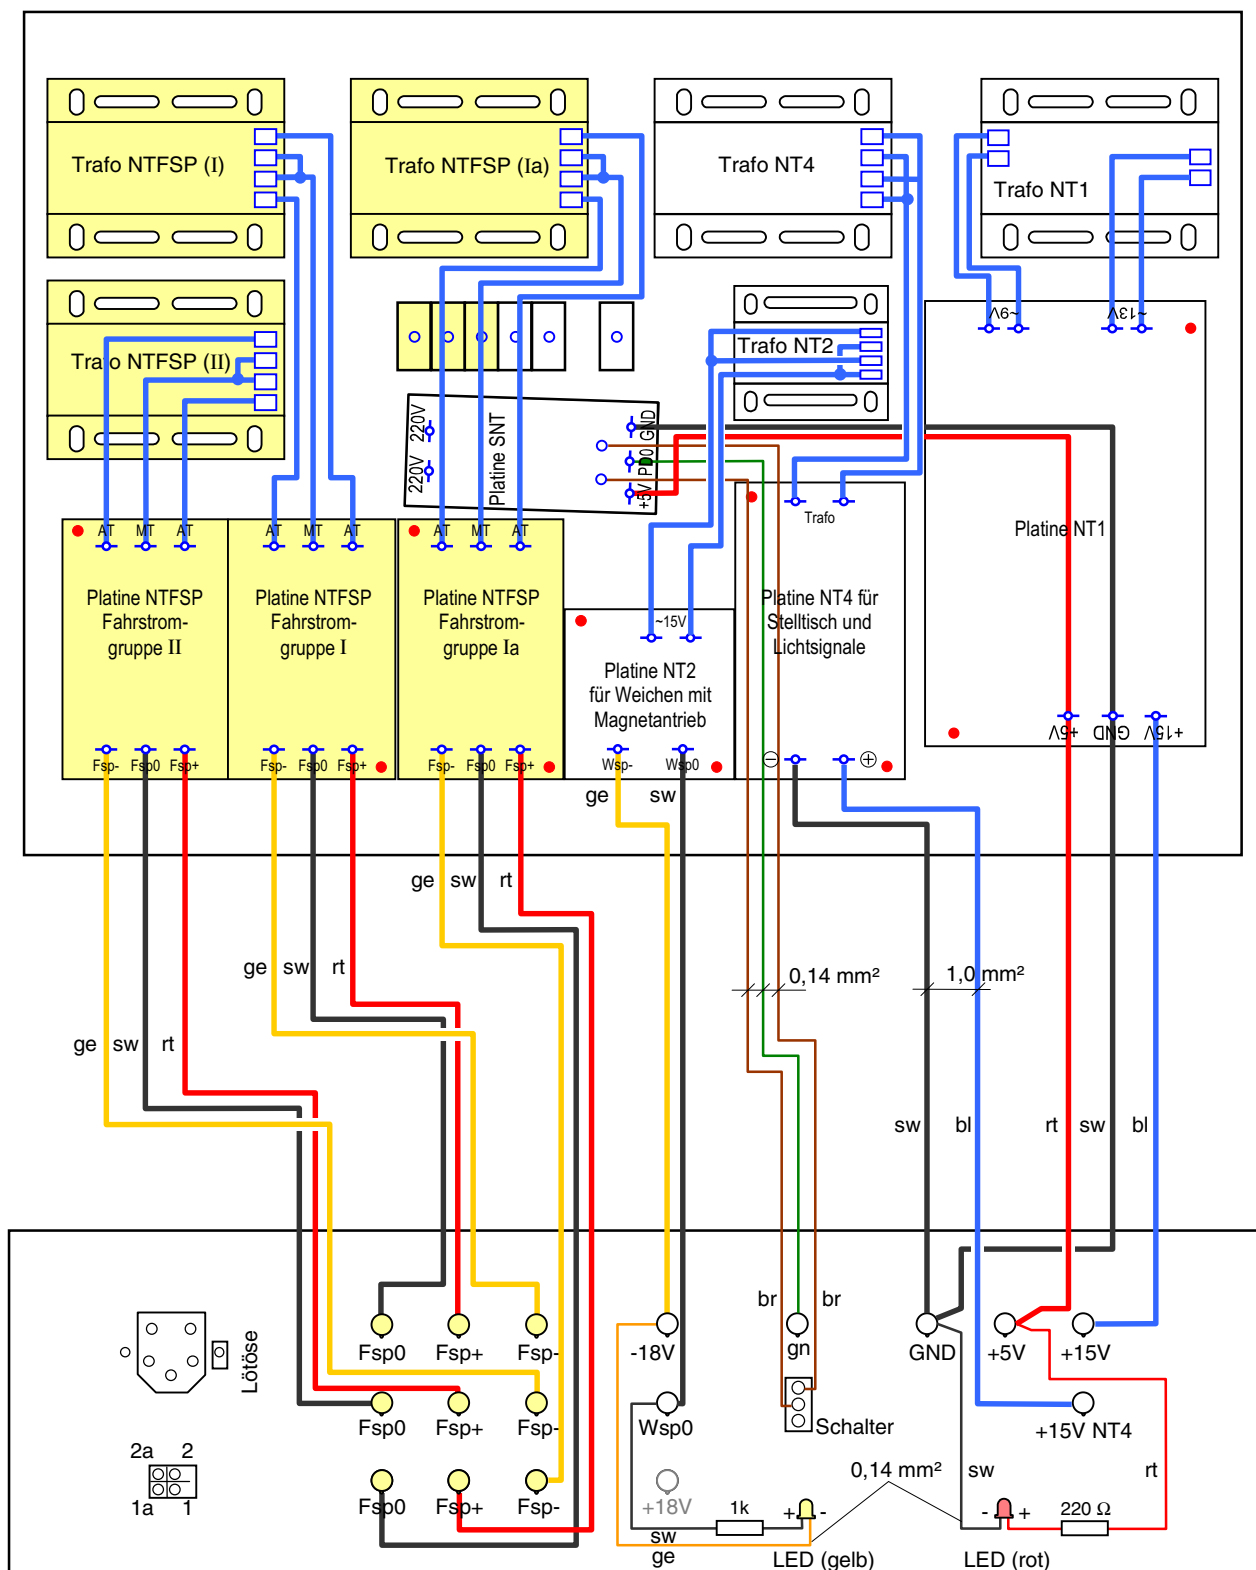 Trafo NTFSP (I)
Trafo NTFSP (Ia)
Trafo NT4
Trafo NT1
~9V
~13V
Trafo NTFSP (II)
Trafo NT2
220V
220V
Platine SNT
GND
PD0
+5V
AT
MT
AT
AT
MT
AT
AT
MT
AT
Trafo
Platine NT1
Platine NTFSP
Fahrstrom-
gruppe II
Platine NTFSP
Fahrstrom-
gruppe I
Platine NTFSP
Fahrstrom-
gruppe Ia
~15V
Platine NT2
für Weichen mit
Magnetantrieb
Platine NT4 für
Stelltisch und
Lichtsignale
+5V
GND
+15V
Fsp-
Fsp0
Fsp+
Fsp-
Fsp0
Fsp+
Fsp-
Fsp0
Fsp+
Wsp-
Wsp0
−
+
ge
sw
ge
sw
rt
ge
sw
rt
0,14 mm²
1,0 mm²
ge
sw
rt
sw
bl
rt
sw
bl
br
br
Lötöse
Fsp0
Fsp+
Fsp-
-18V
gn
GND
+5V
+15V
Fsp0
Fsp+
Fsp-
Wsp0
Schalter
+15V NT4
2a
2
1a
1
Fsp0
Fsp+
Fsp-
+18V
0,14 mm²
sw
rt
1k
+
-
-
+
220 Ω
sw
ge
LED (gelb)
LED (rot)